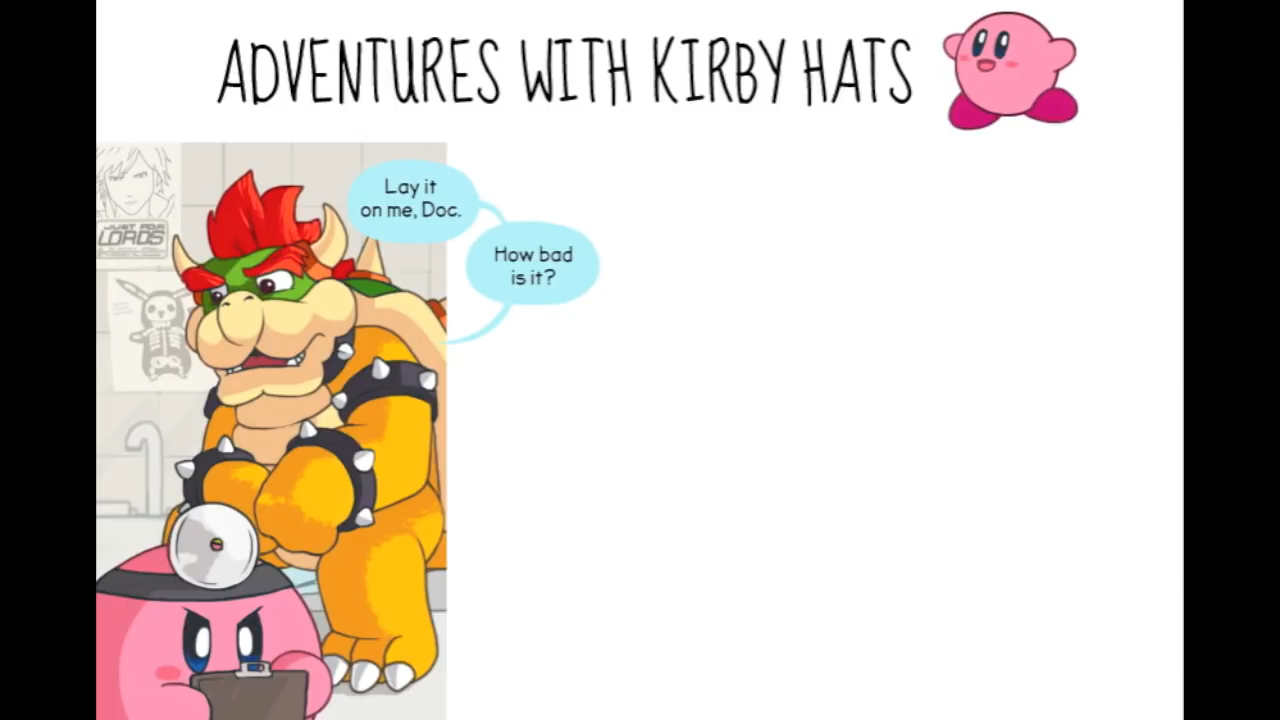 ADVENTURES WITH KIRBY HATS
Lay it
on me, Doc.
How bad
is it?
JUST FOR
LORDS